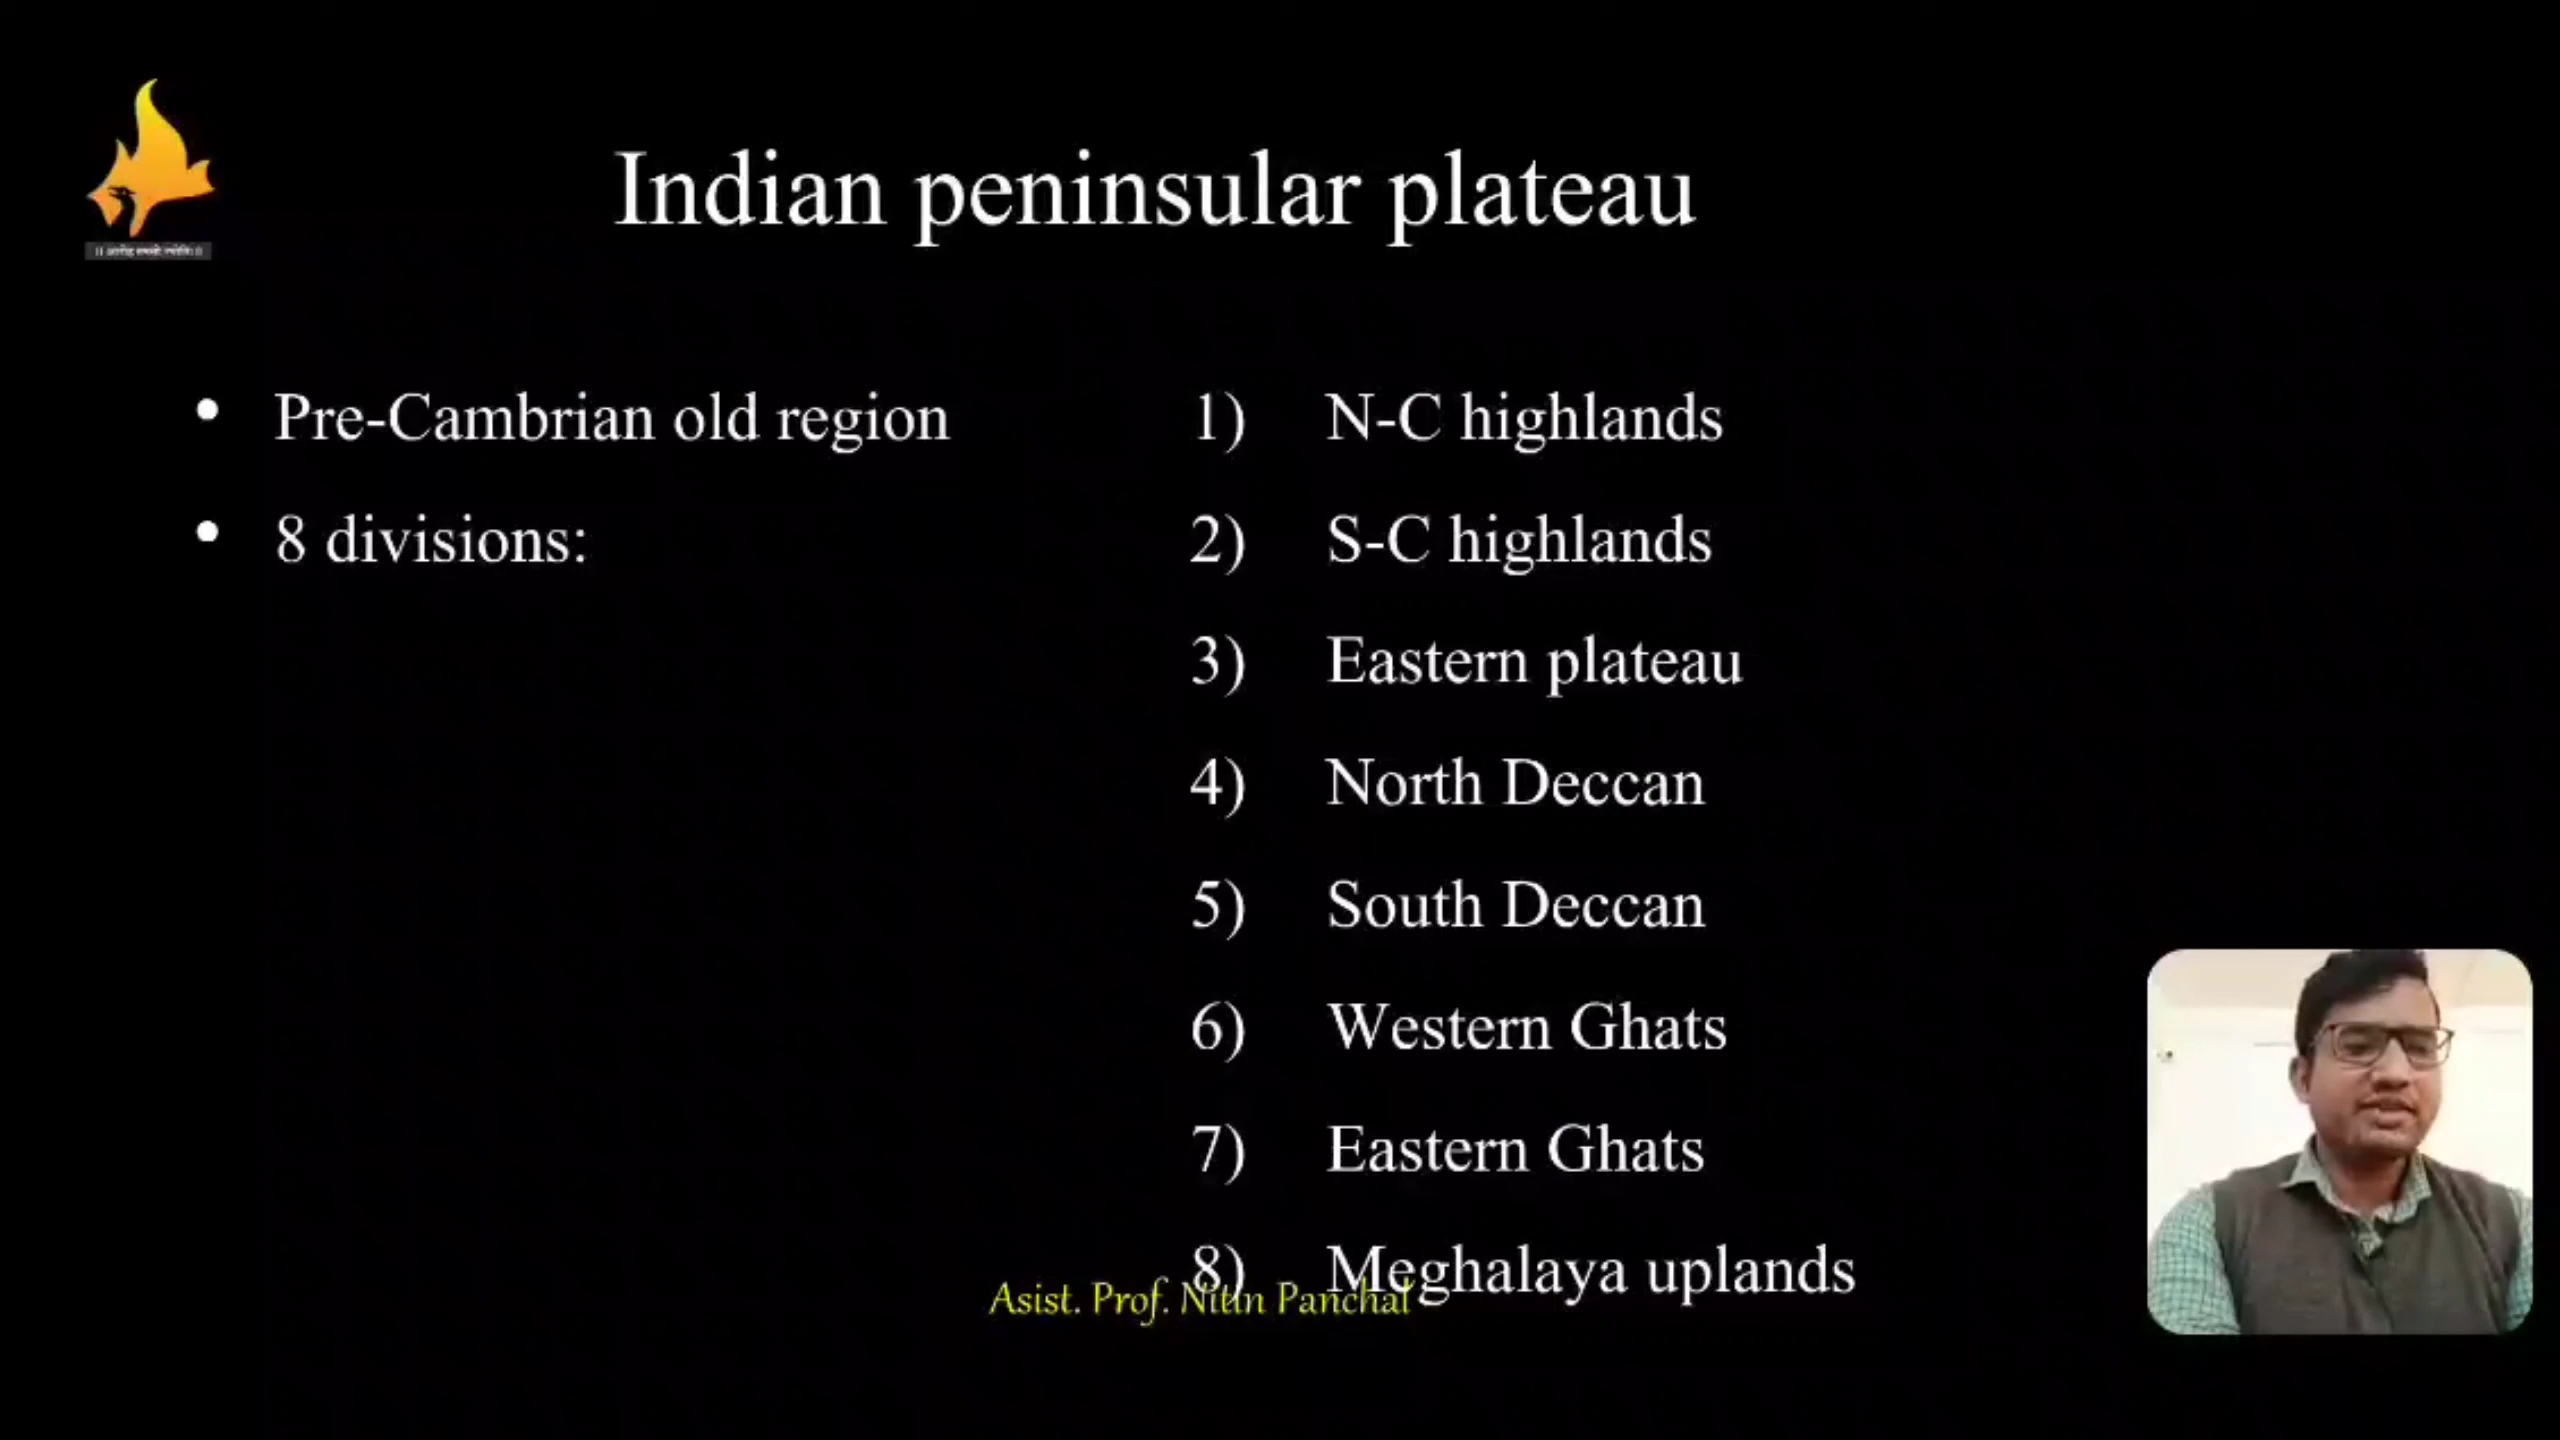 Indian peninsular plateau
• Pre-Cambrian old region
• 8 divisions:
1) N-C highlands
2) S-C highlands
3) Eastern plateau
4) North Deccan
5) South Deccan
6) Western Ghats
7) Eastern Ghats
8) Meghalaya uplands
Asist. Prof. Nitin Panchal